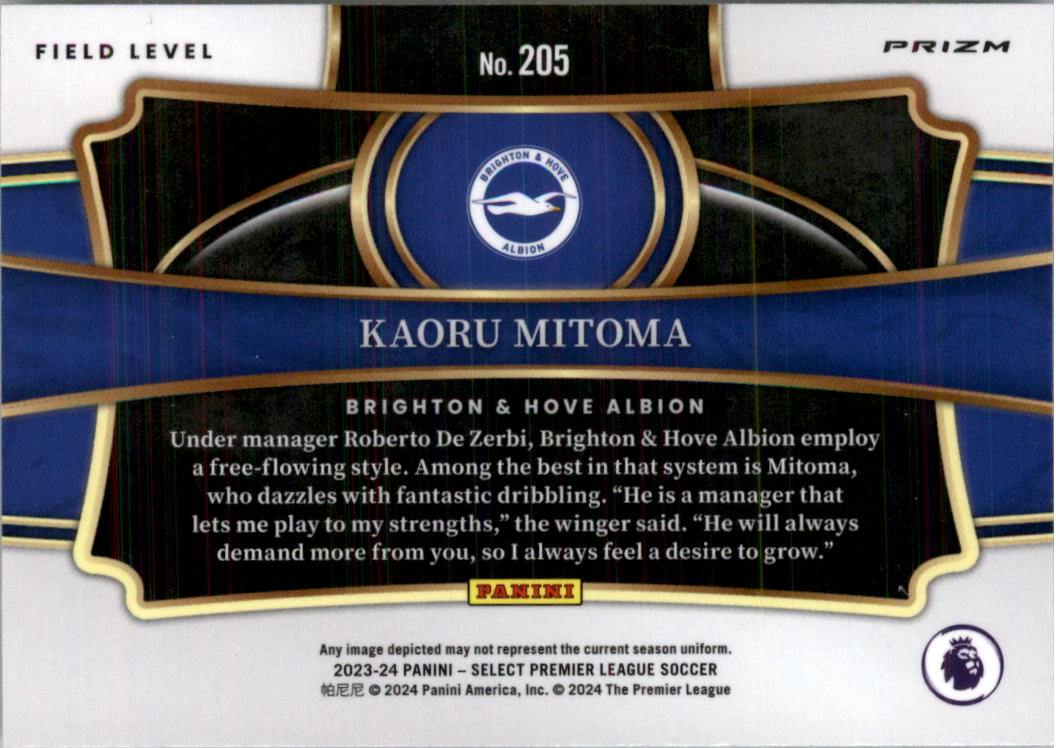 FIELD LEVEL
No. 205
PRIZM
BRIGHTON & HOVE
ALBION
KAORU MITOMA
BRIGHTON & HOVE ALBION
Under manager Roberto De Zerbi, Brighton & Hove Albion employ
a free-flowing style. Among the best in that system is Mitoma,
who dazzles with fantastic dribbling. “He is a manager that
lets me play to my strengths,” the winger said. “He will always
demand more from you, so I always feel a desire to grow.”
PANINI
Any image depicted may not represent the current season uniform.
2023-24 PANINI – SELECT PREMIER LEAGUE SOCCER
帕尼尼 © 2024 Panini America, Inc. © 2024 The Premier League